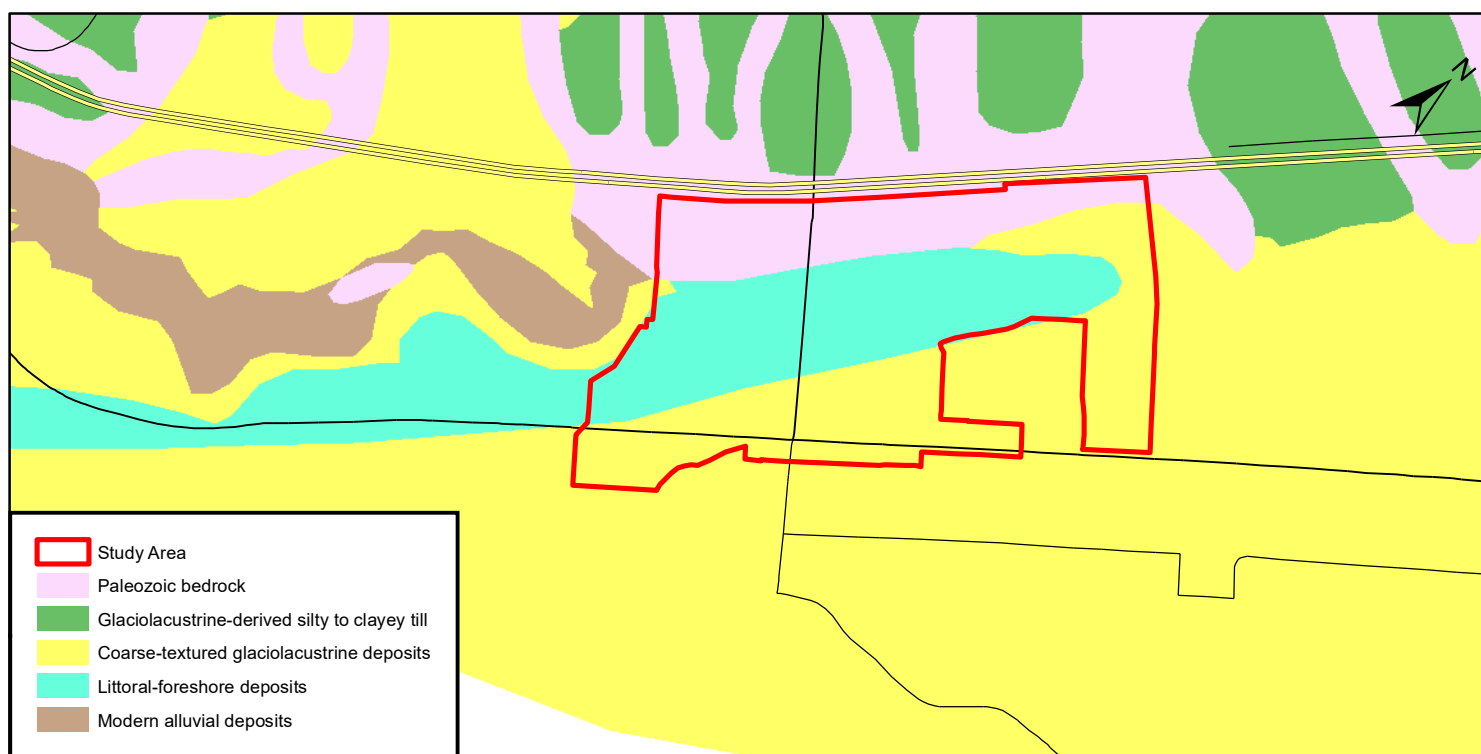 N
Study Area
Paleozoic bedrock
Glaciolacustrine-derived silty to clayey till
Coarse-textured glaciolacustrine deposits
Littoral-foreshore deposits
Modern alluvial deposits